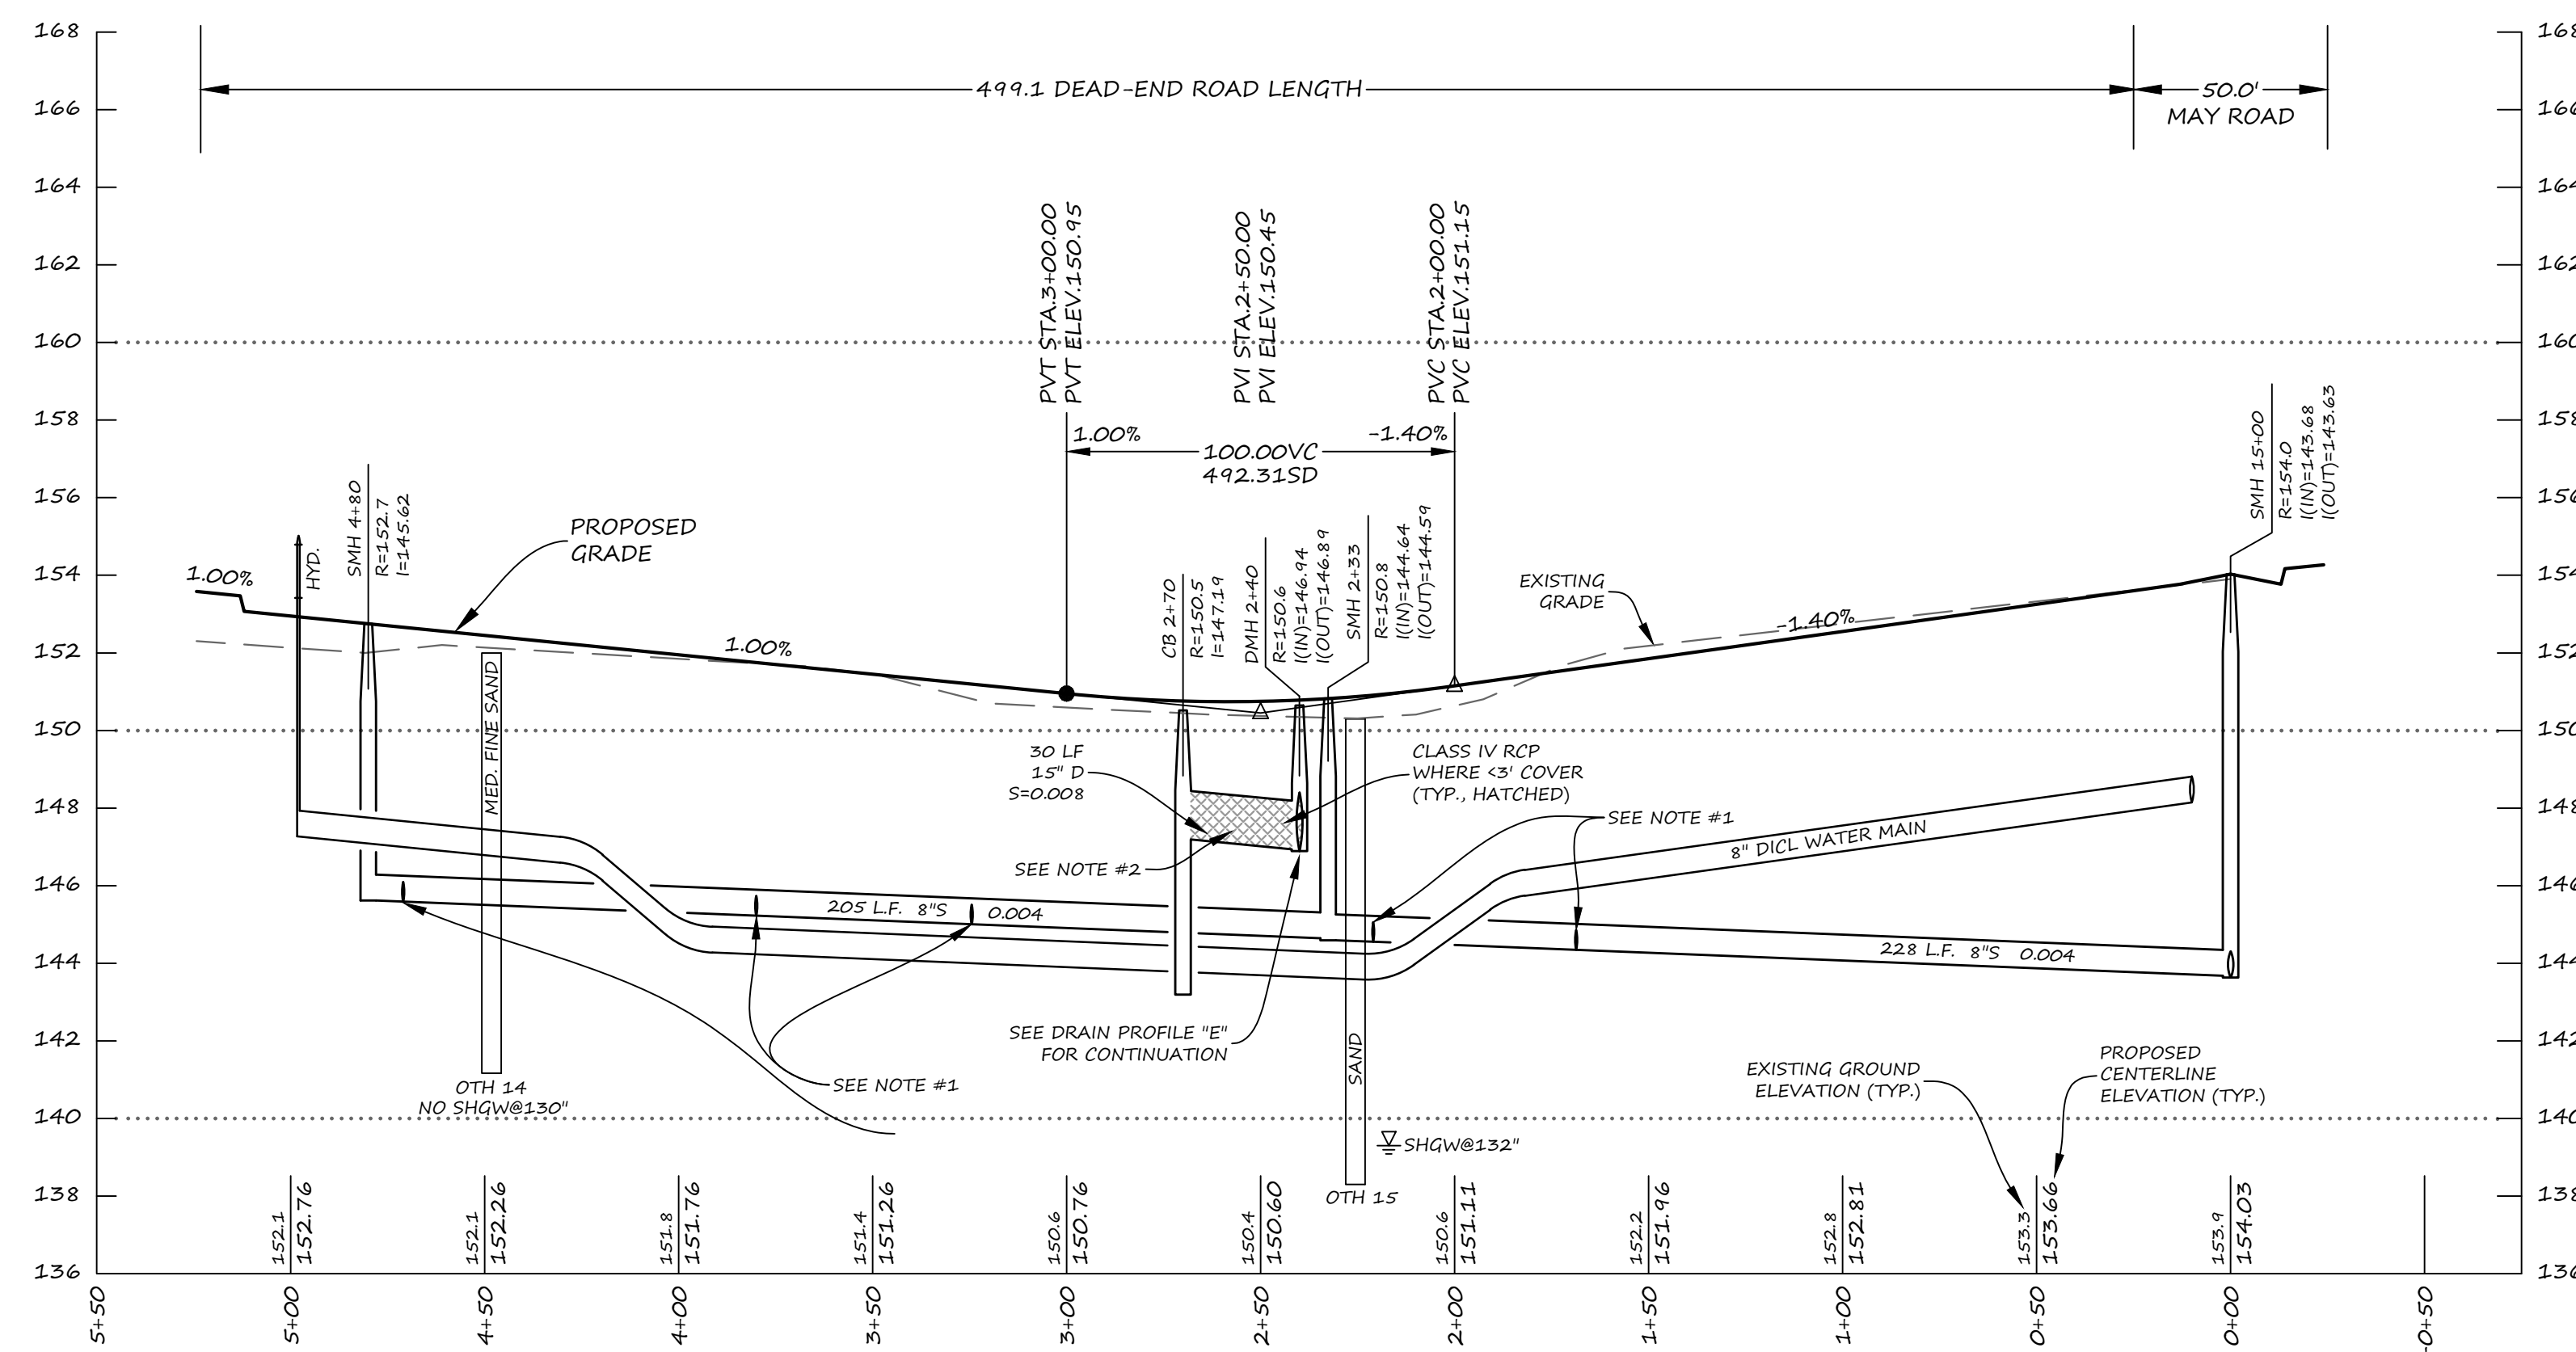 168
166
164
162
160
158
156
154
152
150
148
146
144
142
140
138
136
499.1 DEAD-END ROAD LENGTH
50.0'
MAY ROAD
PVT STA.3+00.00
PVT ELEV.150.95
PVI STA.2+50.00
PVI ELEV.150.45
PVC STA.2+00.00
PVC ELEV.151.15
1.00%
-1.40%
100.00VC
492.31SD
1.00%
HYD.
SMH 4+80
R=152.7
I=145.62
PROPOSED
GRADE
1.00%
CB 2+70
R=150.5
I=147.19
DMH 2+40
R=150.6
I(IN)=146.94
I(OUT)=146.89
SMH 2+33
R=150.8
I(IN)=144.64
I(OUT)=144.59
EXISTING
GRADE
-1.40%
SMH 15+00
R=154.0
I(IN)=143.68
I(OUT)=143.63
MED. FINE SAND
30 LF
15" D
S=0.008
CLASS IV RCP
WHERE <3' COVER
(TYP., HATCHED)
SEE NOTE #1
SEE NOTE #2
8" DICL WATER MAIN
205 L.F. 8"S 0.004
228 L.F. 8"S 0.004
SEE DRAIN PROFILE "E"
FOR CONTINUATION
SAND
SEE NOTE #1
OTH 14
NO SHGW@130"
SHGW@132"
OTH 15
EXISTING GROUND
ELEVATION (TYP.)
PROPOSED
CENTERLINE
ELEVATION (TYP.)
152.1
152.76
152.1
152.26
151.8
151.76
151.4
151.26
150.6
150.76
150.4
150.60
150.6
151.11
152.2
151.96
152.8
152.81
153.3
153.66
153.9
154.03
5+50
5+00
4+50
4+00
3+50
3+00
2+50
2+00
1+50
1+00
0+50
0+00
-0+50